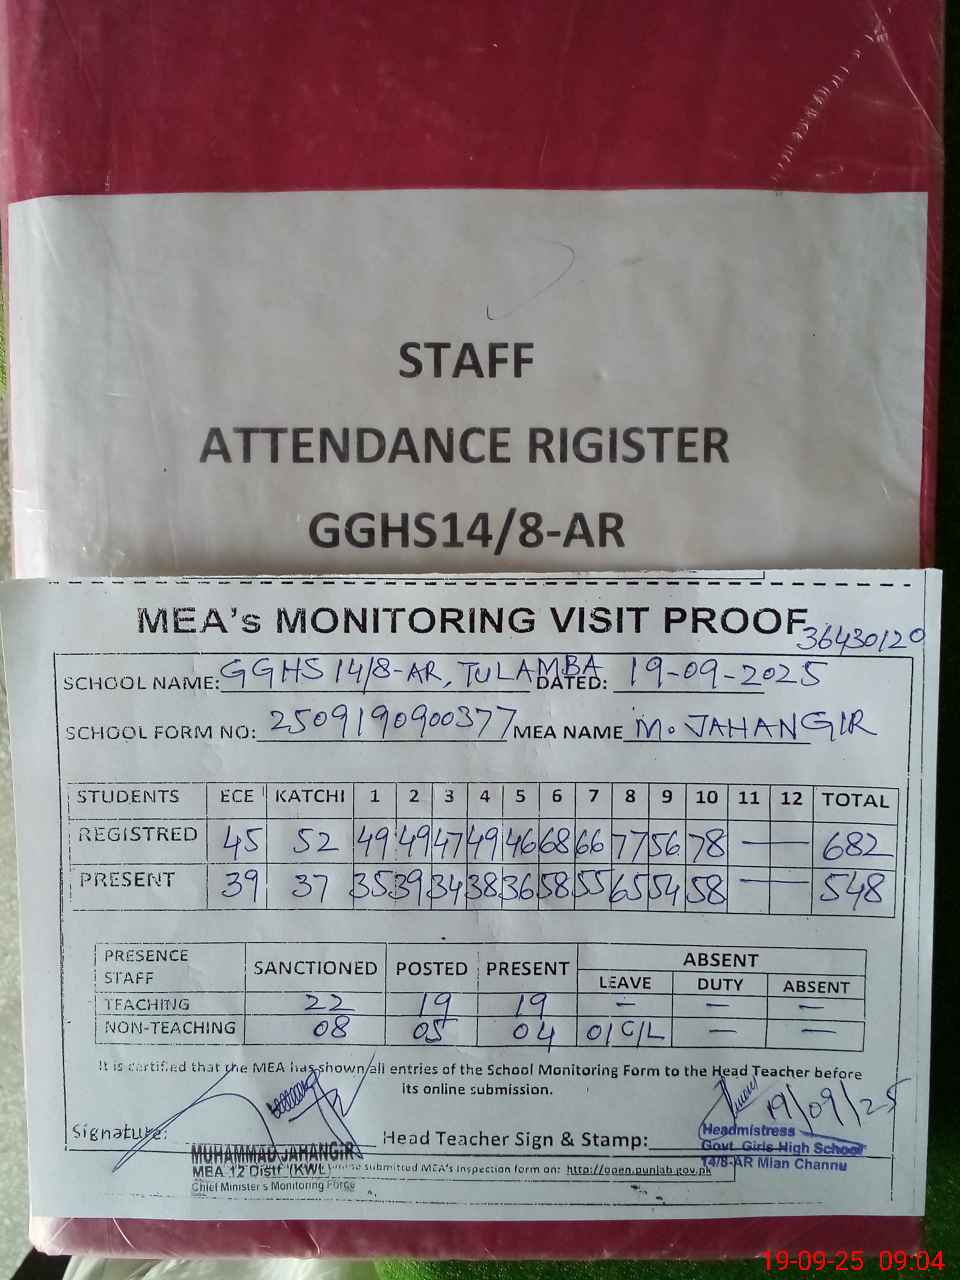 STAFF
ATTENDANCE RIGISTER
GGHS14/8-AR
MEA's MONITORING VISIT PROOF
36430120
SCHOOL NAME: GGHS 14/8-AR, TULAMBA DATED: 19-09-2025
SCHOOL FORM NO: 2509190900377 MEA NAME M. JAHANGIR
STUDENTS ECE KATCHI 1 2 3 4 5 6 7 8 9 10 11 12 TOTAL
REGISTRED 45 52 49 49 47 49 46 68 66 77 56 78 — 682
PRESENT 39 37 35 39 34 38 36 58 55 65 54 58 — 548
PRESENCE STAFF SANCTIONED POSTED PRESENT ABSENT
LEAVE DUTY ABSENT
TEACHING 22 19 19 — — —
NON-TEACHING 08 05 04 01 C/L — —
It is certified that the MEA has shown all entries of the School Monitoring Form to the Head Teacher before
its online submission.
19/09/25
Signature: Head Teacher Sign & Stamp:
Headmistress
Govt. Girls High School
14/8-AR Mian Channu
MUHAMMAD JAHANGIR
MEA 12 Distt (KWL)
submitted MEA's inspection form on: http://open.punjab.gov.pk
Chief Minister's Monitoring Force
19-09-25 09:04